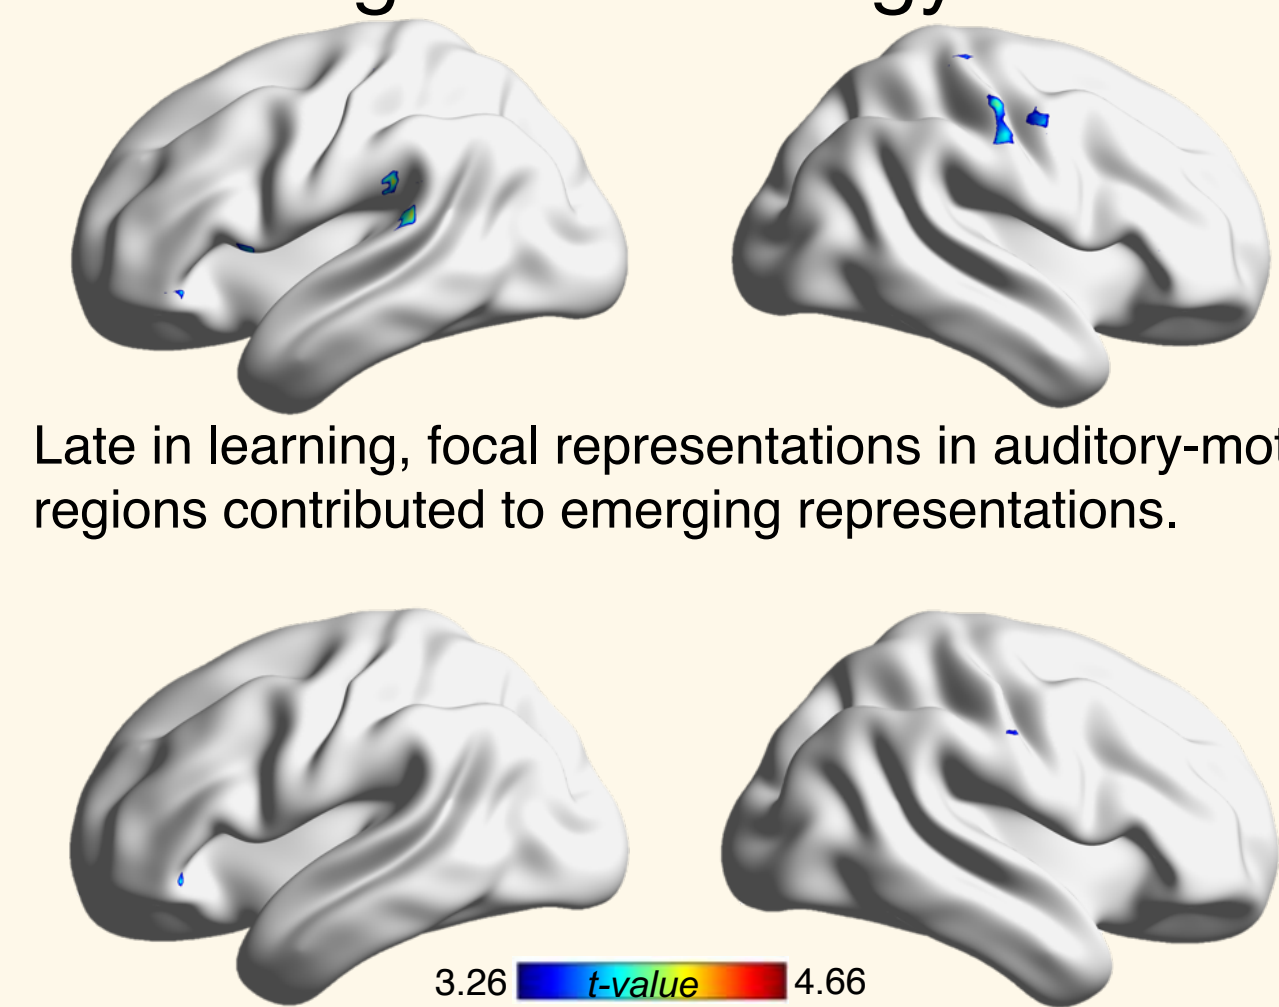 Late in learning, focal representations in auditory-mot
regions contributed to emerging representations.
3.26 t-value 4.66